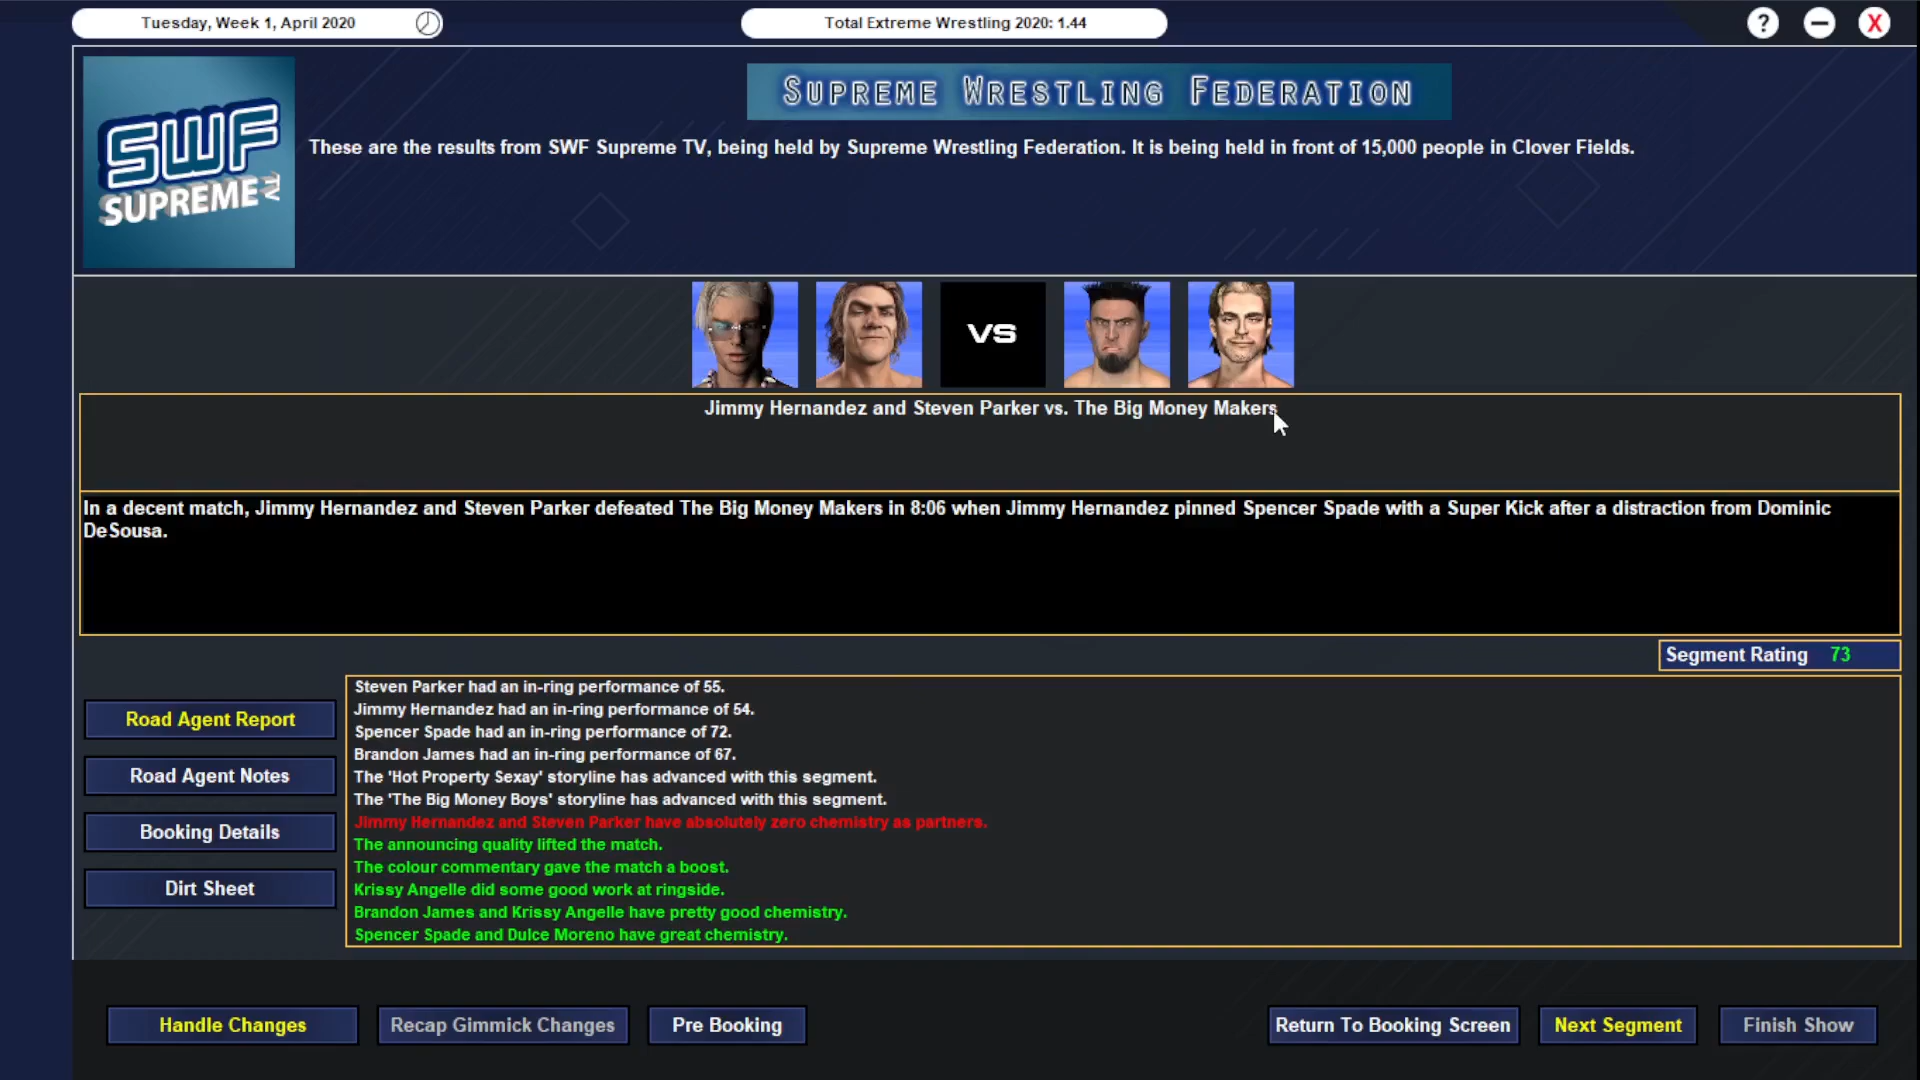 Tuesday, Week 1, April 2020
Total Extreme Wrestling 2020: 1.44
?
X
SWF
SUPREME TV
SUPREME WRESTLING FEDERATION
These are the results from SWF Supreme TV, being held by Supreme Wrestling Federation. It is being held in front of 15,000 people in Clover Fields.
VS
Jimmy Hernandez and Steven Parker vs. The Big Money Makers
In a decent match, Jimmy Hernandez and Steven Parker defeated The Big Money Makers in 8:06 when Jimmy Hernandez pinned Spencer Spade with a Super Kick after a distraction from Dominic
DeSousa.
Segment Rating 73
Road Agent Report
Road Agent Notes
Booking Details
Dirt Sheet
Steven Parker had an in-ring performance of 55.
Jimmy Hernandez had an in-ring performance of 54.
Spencer Spade had an in-ring performance of 72.
Brandon James had an in-ring performance of 67.
The 'Hot Property Sexay' storyline has advanced with this segment.
The 'The Big Money Boys' storyline has advanced with this segment.
Jimmy Hernandez and Steven Parker have absolutely zero chemistry as partners.
The announcing quality lifted the match.
The colour commentary gave the match a boost.
Krissy Angelle did some good work at ringside.
Brandon James and Krissy Angelle have pretty good chemistry.
Spencer Spade and Dulce Moreno have great chemistry.
Handle Changes
Recap Gimmick Changes
Pre Booking
Return To Booking Screen
Next Segment
Finish Show